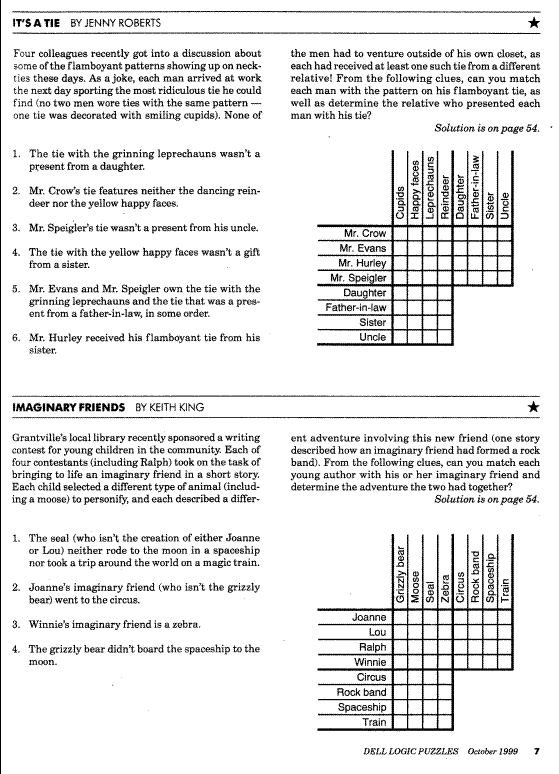 IT'S A TIE BY JENNY ROBERTS ★
Four colleagues recently got into a discussion about
some of the flamboyant patterns showing up on neck-
ties these days. As a joke, each man arrived at work
the next day sporting the most ridiculous tie he could
find (no two men wore ties with the same pattern —
one tie was decorated with smiling cupids). None of
the men had to venture outside of his own closet, as
each had received at least one such tie from a different
relative! From the following clues, can you match
each man with the pattern on his flamboyant tie, as
well as determine the relative who presented each
man with his tie?
Solution is on page 54.
1. The tie with the grinning leprechauns wasn't a
present from a daughter.
2. Mr. Crow's tie features neither the dancing rein-
deer nor the yellow happy faces.
3. Mr. Speigler's tie wasn't a present from his uncle.
4. The tie with the yellow happy faces wasn't a gift
from a sister.
5. Mr. Evans and Mr. Speigler own the tie with the
grinning leprechauns and the tie that was a pres-
ent from a father-in-law, in some order.
6. Mr. Hurley received his flamboyant tie from his
sister.
Cupids
Happy faces
Leprechauns
Reindeer
Daughter
Father-in-law
Sister
Uncle
Mr. Crow
Mr. Evans
Mr. Hurley
Mr. Speigler
Daughter
Father-in-law
Sister
Uncle
IMAGINARY FRIENDS BY KEITH KING ★
Grantville's local library recently sponsored a writing
contest for young children in the community. Each of
four contestants (including Ralph) took on the task of
bringing to life an imaginary friend in a short story.
Each child selected a different type of animal (includ-
ing a moose) to personify, and each described a differ-
ent adventure involving this new friend (one story
described how an imaginary friend had formed a rock
band). From the following clues, can you match each
young author with his or her imaginary friend and
determine the adventure the two had together?
Solution is on page 54.
1. The seal (who isn't the creation of either Joanne
or Lou) neither rode to the moon in a spaceship
nor took a trip around the world on a magic train.
2. Joanne's imaginary friend (who isn't the grizzly
bear) went to the circus.
3. Winnie's imaginary friend is a zebra.
4. The grizzly bear didn't board the spaceship to the
moon.
Grizzly bear
Moose
Seal
Zebra
Circus
Rock band
Spaceship
Train
Joanne
Lou
Ralph
Winnie
Circus
Rock band
Spaceship
Train
DELL LOGIC PUZZLES October 1999 7